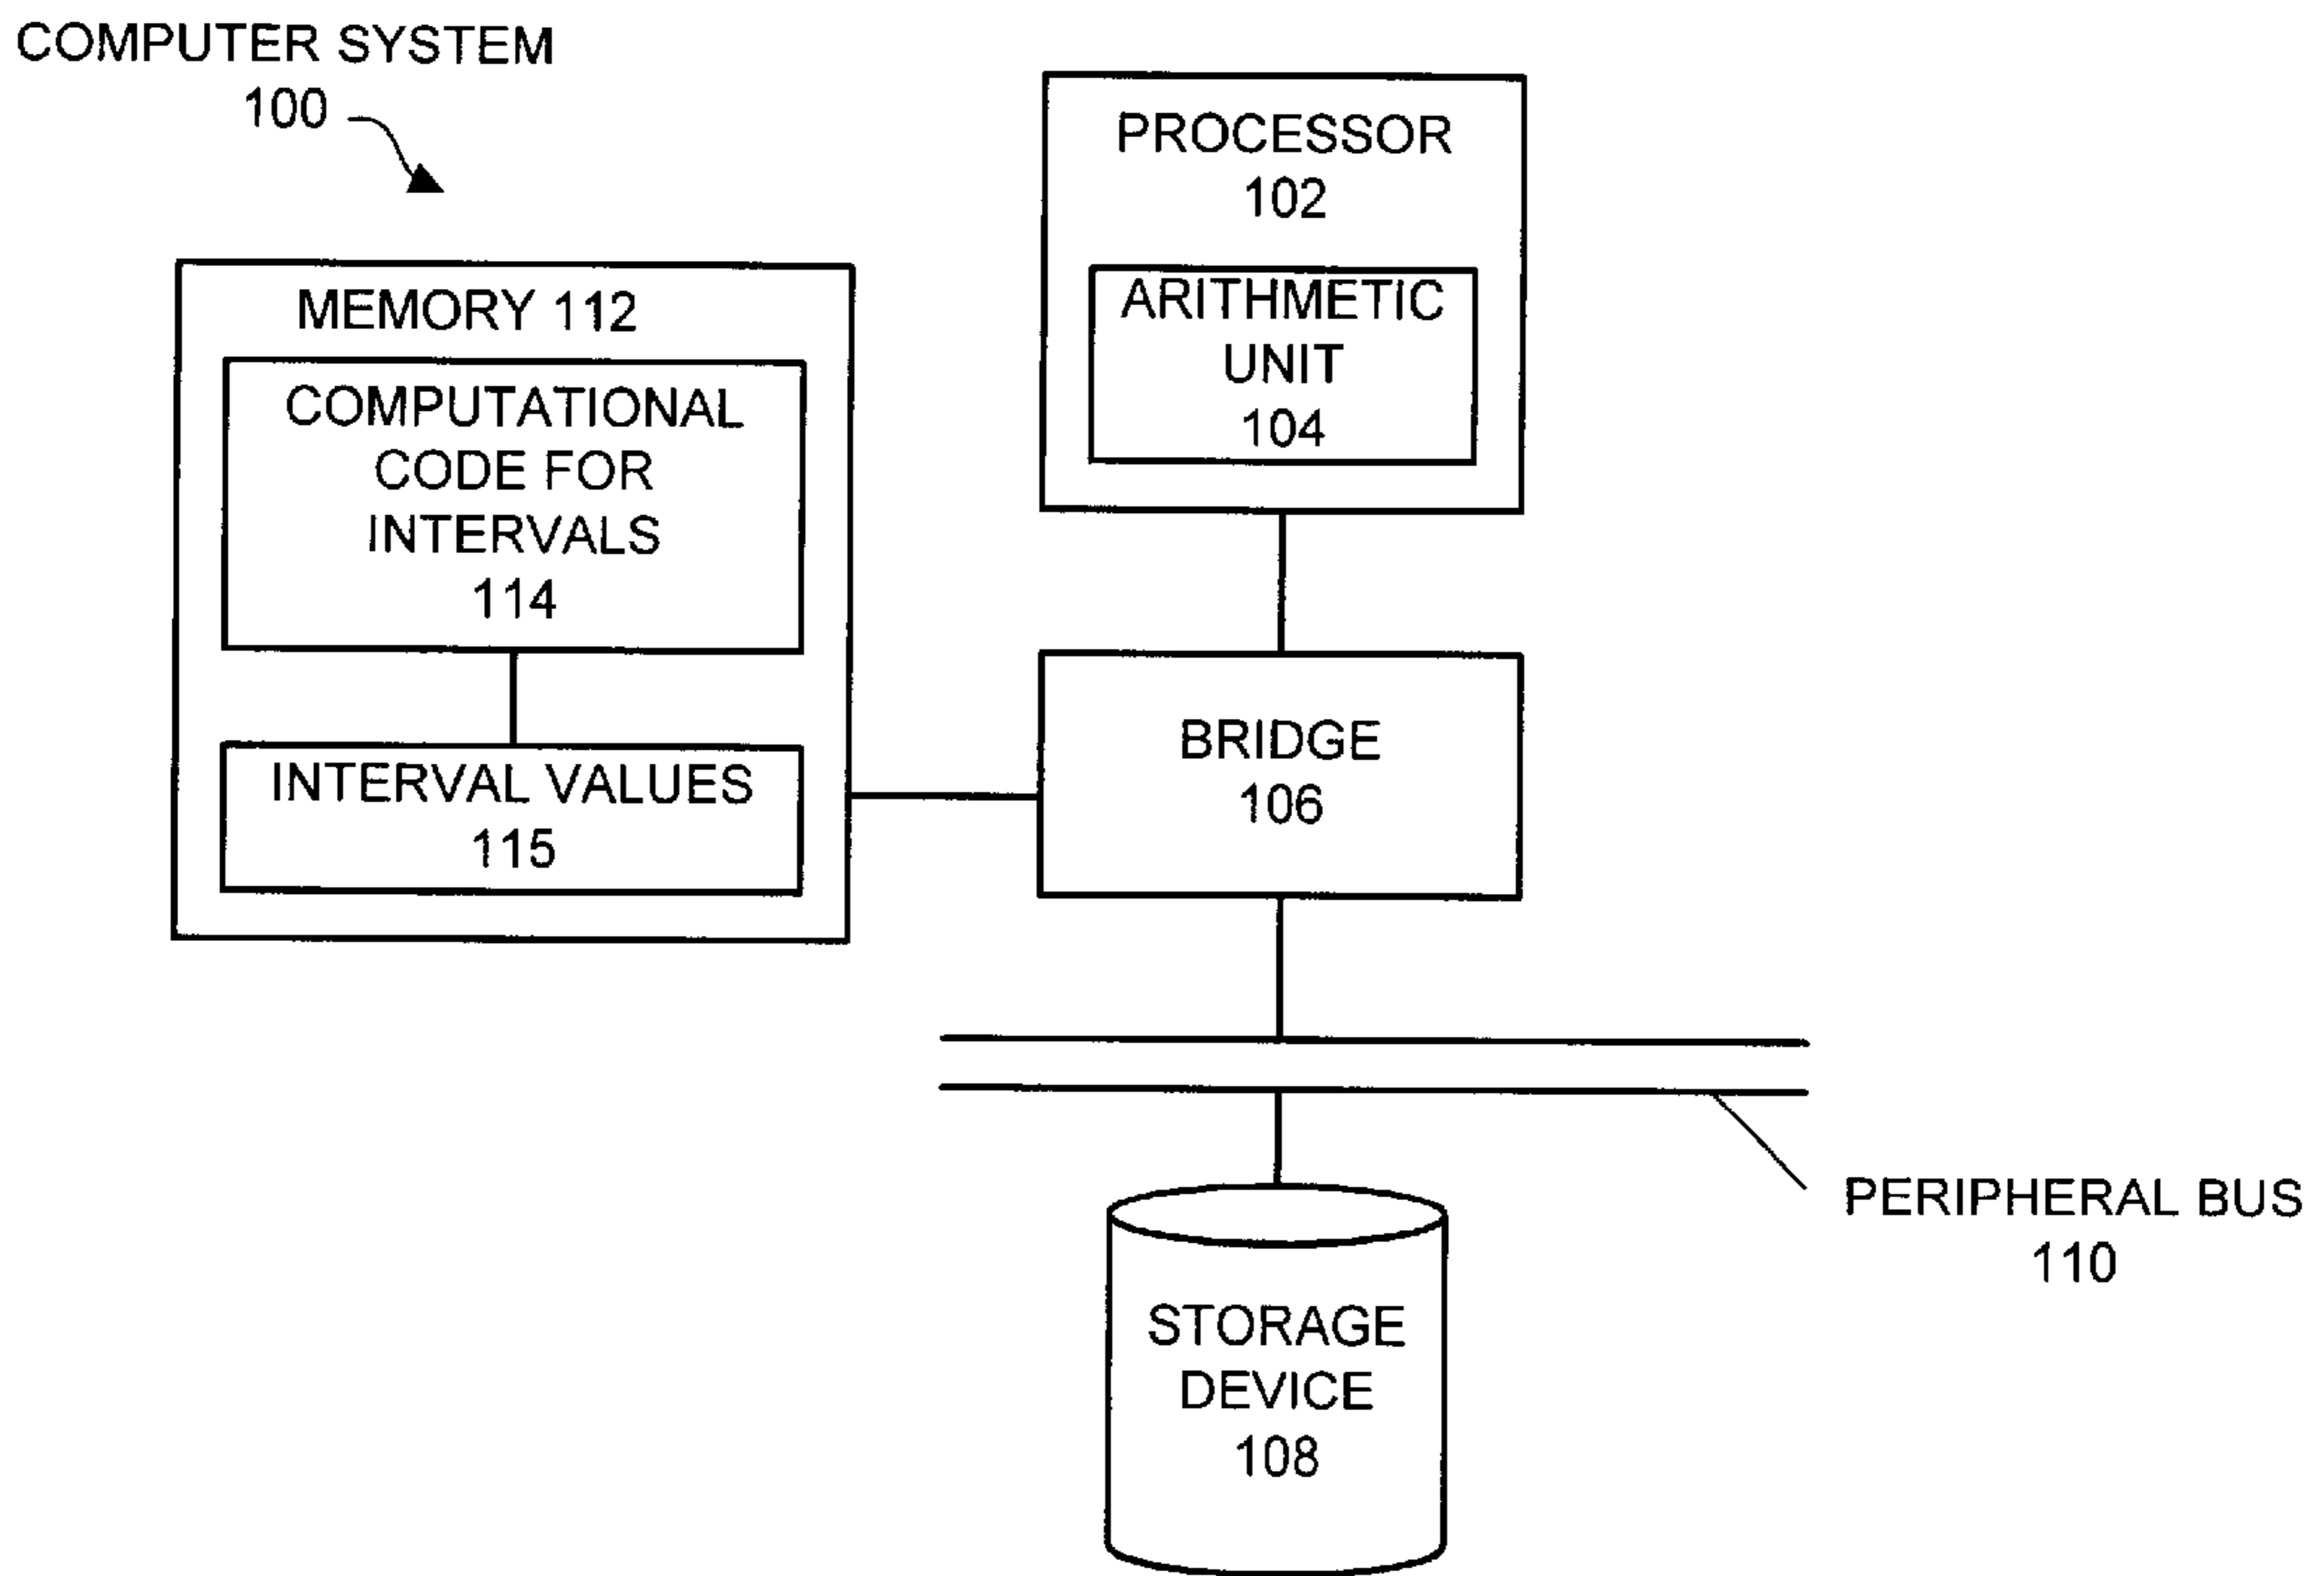 COMPUTER SYSTEM
100
PROCESSOR
102
ARITHMETIC
UNIT
104
MEMORY 112
COMPUTATIONAL
CODE FOR
INTERVALS
114
INTERVAL VALUES
115
BRIDGE
106
PERIPHERAL BUS
110
STORAGE
DEVICE
108